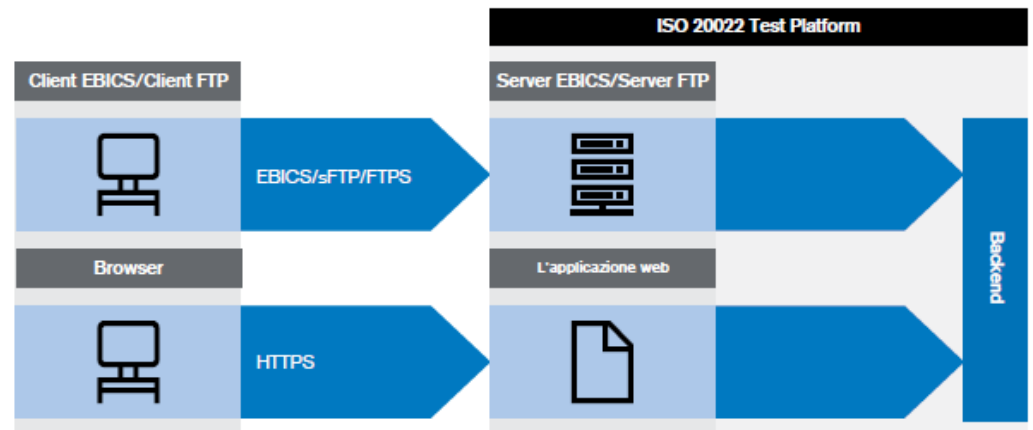 ISO 20022 Test Platform
Client EBICS/Client FTP
Server EBICS/Server FTP
EBICS/sFTP/FTPS
Browser
L'applicazione web
Backend
HTTPS